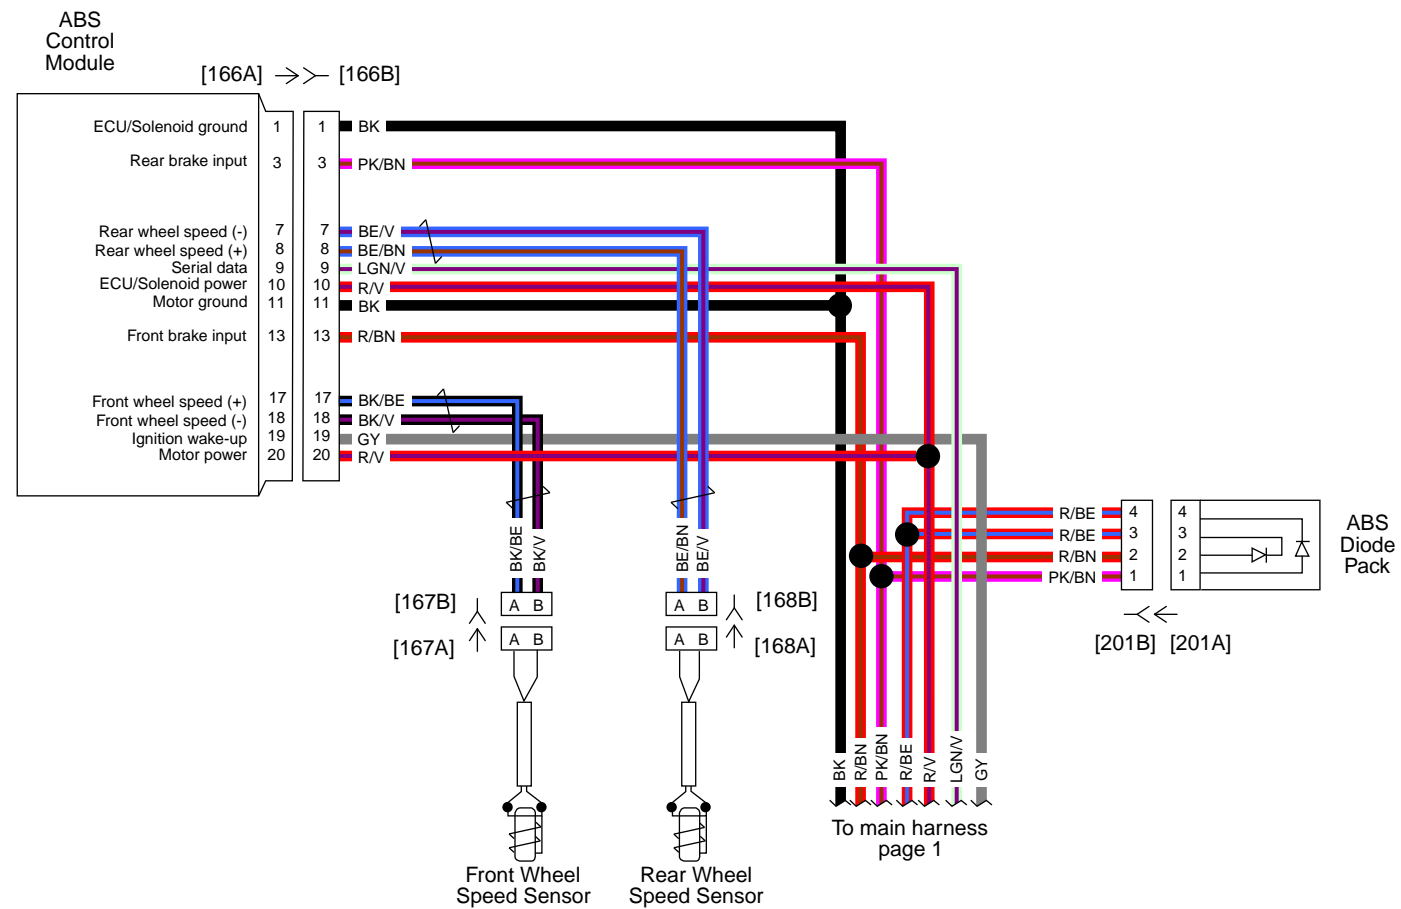 ABS
Control
Module
[166A]
[166B]
ECU/Solenoid ground 1 1 BK
Rear brake input 3 3 PK/BN
Rear wheel speed (-) 7 7 BE/V
Rear wheel speed (+) 8 8 BE/BN
Serial data 9 9 LGN/V
ECU/Solenoid power 10 10 R/V
Motor ground 11 11 BK
Front brake input 13 13 R/BN
Front wheel speed (+) 17 17 BK/BE
Front wheel speed (-) 18 18 BK/V
Ignition wake-up 19 19 GY
Motor power 20 20 R/V
R/BE 4 4
R/BE 3 3
R/BN 2 2
PK/BN 1 1
ABS
Diode
Pack
[201B]
[201A]
BK/BE
BK/V
BE/BN
BE/V
[167B]
A B
A B
[168B]
[167A]
A B
A B
[168A]
BK
R/BN
PK/BN
R/BE
R/V
LGN/V
GY
To main harness
page 1
Front Wheel
Speed Sensor
Rear Wheel
Speed Sensor